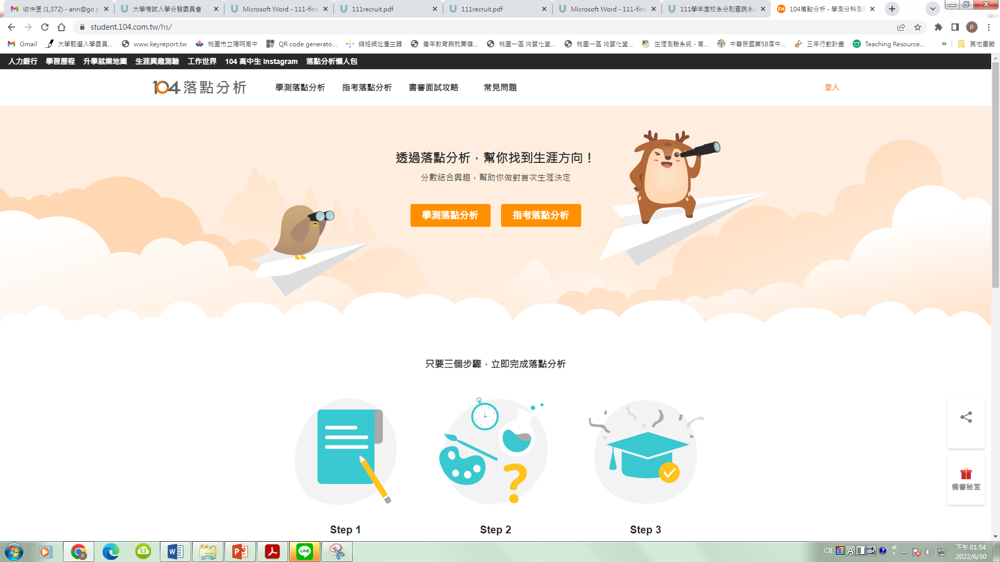 收件匣 (1,372) - ann@go.p
大學考試入學分發委員會
Microsoft Word - 111-fina
111recruit.pdf
111recruit.pdf
Microsoft Word - 111-fina
111學年度校系分則查詢系
104落點分析 - 學測分科測
student.104.com.tw/hs/
p
Gmail
大學甄選入學委員...
www.keyreport.tw
桃園市立陽明高中
QR code generato...
縮短網址產生器
青年教育與就業儲...
桃園一區 均質化資...
桃園一區 均質化資...
生涯測驗系統 - 高...
中華民國第58屆中...
三年行動計畫
Teaching Resource...
»
其他書籤
人力銀行 學習歷程 升學就業地圖 生涯興趣測驗 工作世界 104 高中生 Instagram 落點分析懶人包
104 落點分析
學測落點分析 指考落點分析 書審面試攻略 常見問題
登入
透過落點分析，幫你找到生涯方向！
分數結合興趣，幫助你做對首次生涯決定
學測落點分析 指考落點分析
只要三個步驟，立即完成落點分析
?
備審秘笈
Step 1 Step 2 Step 3
CH
下午 01:54
2022/6/30